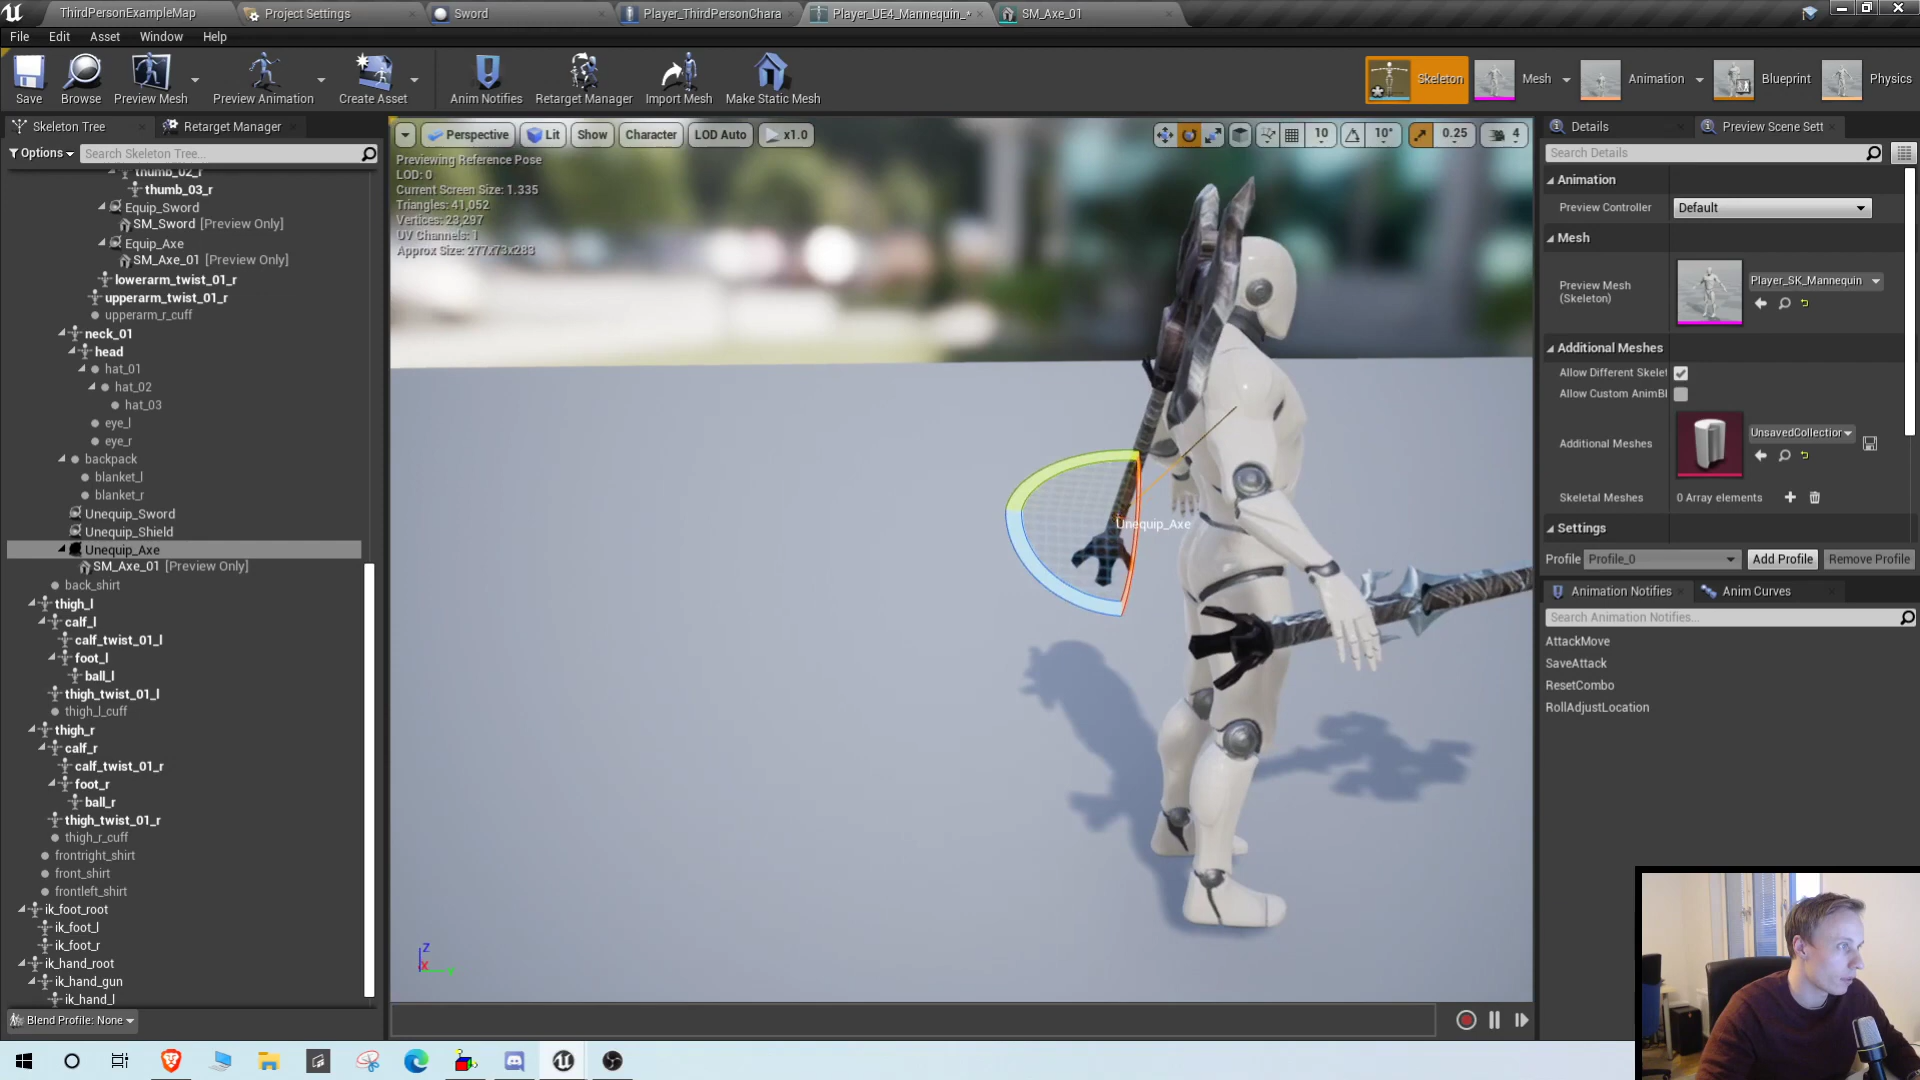 ThirdPersonExampleMap
Project Settings
Sword
Player_ThirdPersonChara
Player_UE4_Mannequin_*
SM_Axe_01
File Edit Asset Window Help
Save
Browse
Preview Mesh
Preview Animation
Create Asset
Anim Notifies
Retarget Manager
Import Mesh
Make Static Mesh
Skeleton
Mesh
Animation
Blueprint
Physics
Skeleton Tree
Retarget Manager
Options
Search Skeleton Tree...
thumb_02_r
thumb_03_r
Equip_Sword
SM_Sword [Preview Only]
Equip_Axe
SM_Axe_01 [Preview Only]
lowerarm_twist_01_r
upperarm_twist_01_r
upperarm_r_cuff
neck_01
head
hat_01
hat_02
hat_03
eye_l
eye_r
backpack
blanket_l
blanket_r
Unequip_Sword
Unequip_Shield
Unequip_Axe
SM_Axe_01 [Preview Only]
back_shirt
thigh_l
calf_l
calf_twist_01_l
foot_l
ball_l
thigh_twist_01_l
thigh_l_cuff
thigh_r
calf_r
calf_twist_01_r
foot_r
ball_r
thigh_twist_01_r
thigh_r_cuff
frontright_shirt
front_shirt
frontleft_shirt
ik_foot_root
ik_foot_l
ik_foot_r
ik_hand_root
ik_hand_gun
ik_hand_l
Blend Profile: None
Perspective
Lit
Show
Character
LOD Auto
x1.0
10
10°
0.25
4
Previewing Reference Pose
LOD: 0
Current Screen Size: 1.335
Triangles: 41,052
Vertices: 23,297
UV Channels: 1
Approx Size: 277x73x283
Unequip_Axe
Z
X
Details
Preview Scene Sett
Search Details
Animation
Preview Controller
Default
Mesh
Preview Mesh
(Skeleton)
Player_SK_Mannequin
Additional Meshes
Allow Different Skelet
Allow Custom AnimBl
Additional Meshes
UnsavedCollection
Skeletal Meshes
0 Array elements
Settings
Profile
Profile_0
Add Profile
Remove Profile
Animation Notifies
Anim Curves
Search Animation Notifies...
AttackMove
SaveAttack
ResetCombo
RollAdjustLocation